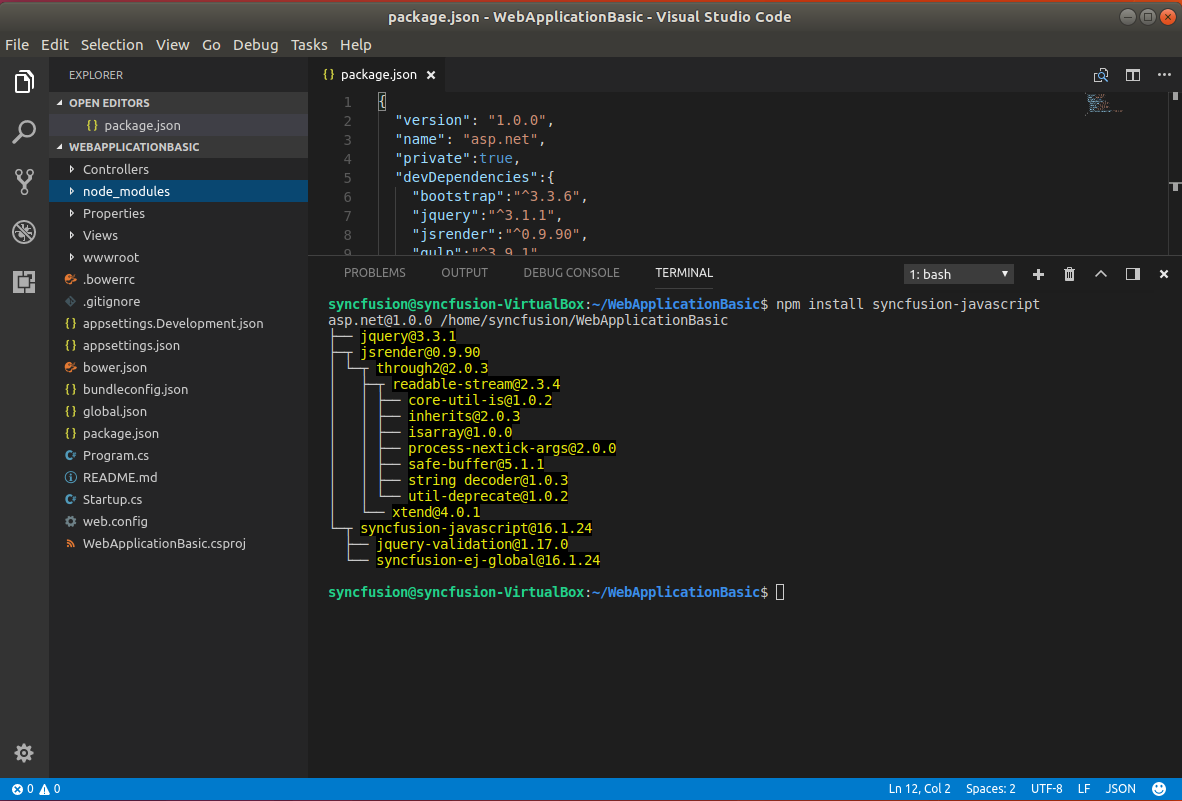 package.json - WebApplicationBasic - Visual Studio Code
File Edit Selection View Go Debug Tasks Help
EXPLORER
OPEN EDITORS
{} package.json
WEBAPPLICATIONBASIC
Controllers
node_modules
Properties
Views
wwwroot
.bowerrc
.gitignore
{} appsettings.Development.json
{} appsettings.json
bower.json
{} bundleconfig.json
{} global.json
{} package.json
C# Program.cs
README.md
C# Startup.cs
web.config
WebApplicationBasic.csproj
{} package.json ×
1 {
2 "version": "1.0.0",
3 "name": "asp.net",
4 "private":true,
5 "devDependencies":{
6 "bootstrap":"^3.3.6",
7 "jquery":"^3.1.1",
8 "jsrender":"^0.9.90",
9 "gulp":"^3.9.1"
PROBLEMS OUTPUT DEBUG CONSOLE TERMINAL 1: bash
syncfusion@syncfusion-VirtualBox:~/WebApplicationBasic$ npm install syncfusion-javascript
asp.net@1.0.0 /home/syncfusion/WebApplicationBasic
├── jquery@3.3.1
├─┬ jsrender@0.9.90
│ └─┬ through2@2.0.3
│   ├─┬ readable-stream@2.3.4
│   │ ├── core-util-is@1.0.2
│   │ ├── inherits@2.0.3
│   │ ├── isarray@1.0.0
│   │ ├── process-nextick-args@2.0.0
│   │ ├── safe-buffer@5.1.1
│   │ ├── string decoder@1.0.3
│   │ └── util-deprecate@1.0.2
│   └── xtend@4.0.1
└─┬ syncfusion-javascript@16.1.24
  ├── jquery-validation@1.17.0
  └── syncfusion-ej-global@16.1.24
syncfusion@syncfusion-VirtualBox:~/WebApplicationBasic$
0 0 Ln 12, Col 2 Spaces: 2 UTF-8 LF JSON